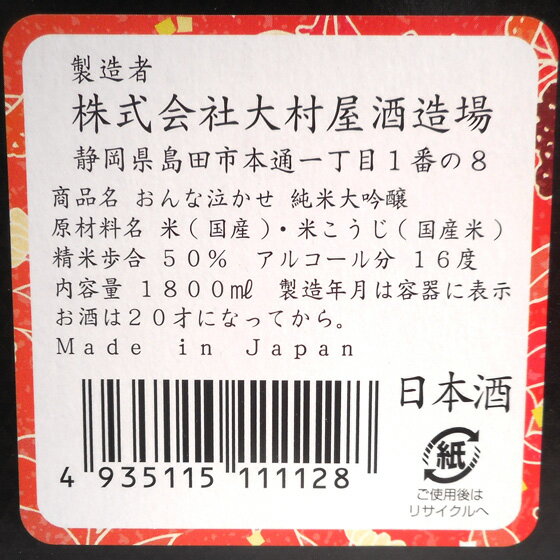 製造者
株式会社大村屋酒造場
静岡県島田市本通一丁目1番の8
商品名 おんな泣かせ 純米大吟醸
原材料名 米(国産)・米こうじ(国産米)
精米歩合 50% アルコール分 16度
内容量 1800ml 製造年月は容器に表示
お酒は20才になってから。
Made in Japan
日本酒
4 935115 111128
紙
ご使用後は
リサイクルへ